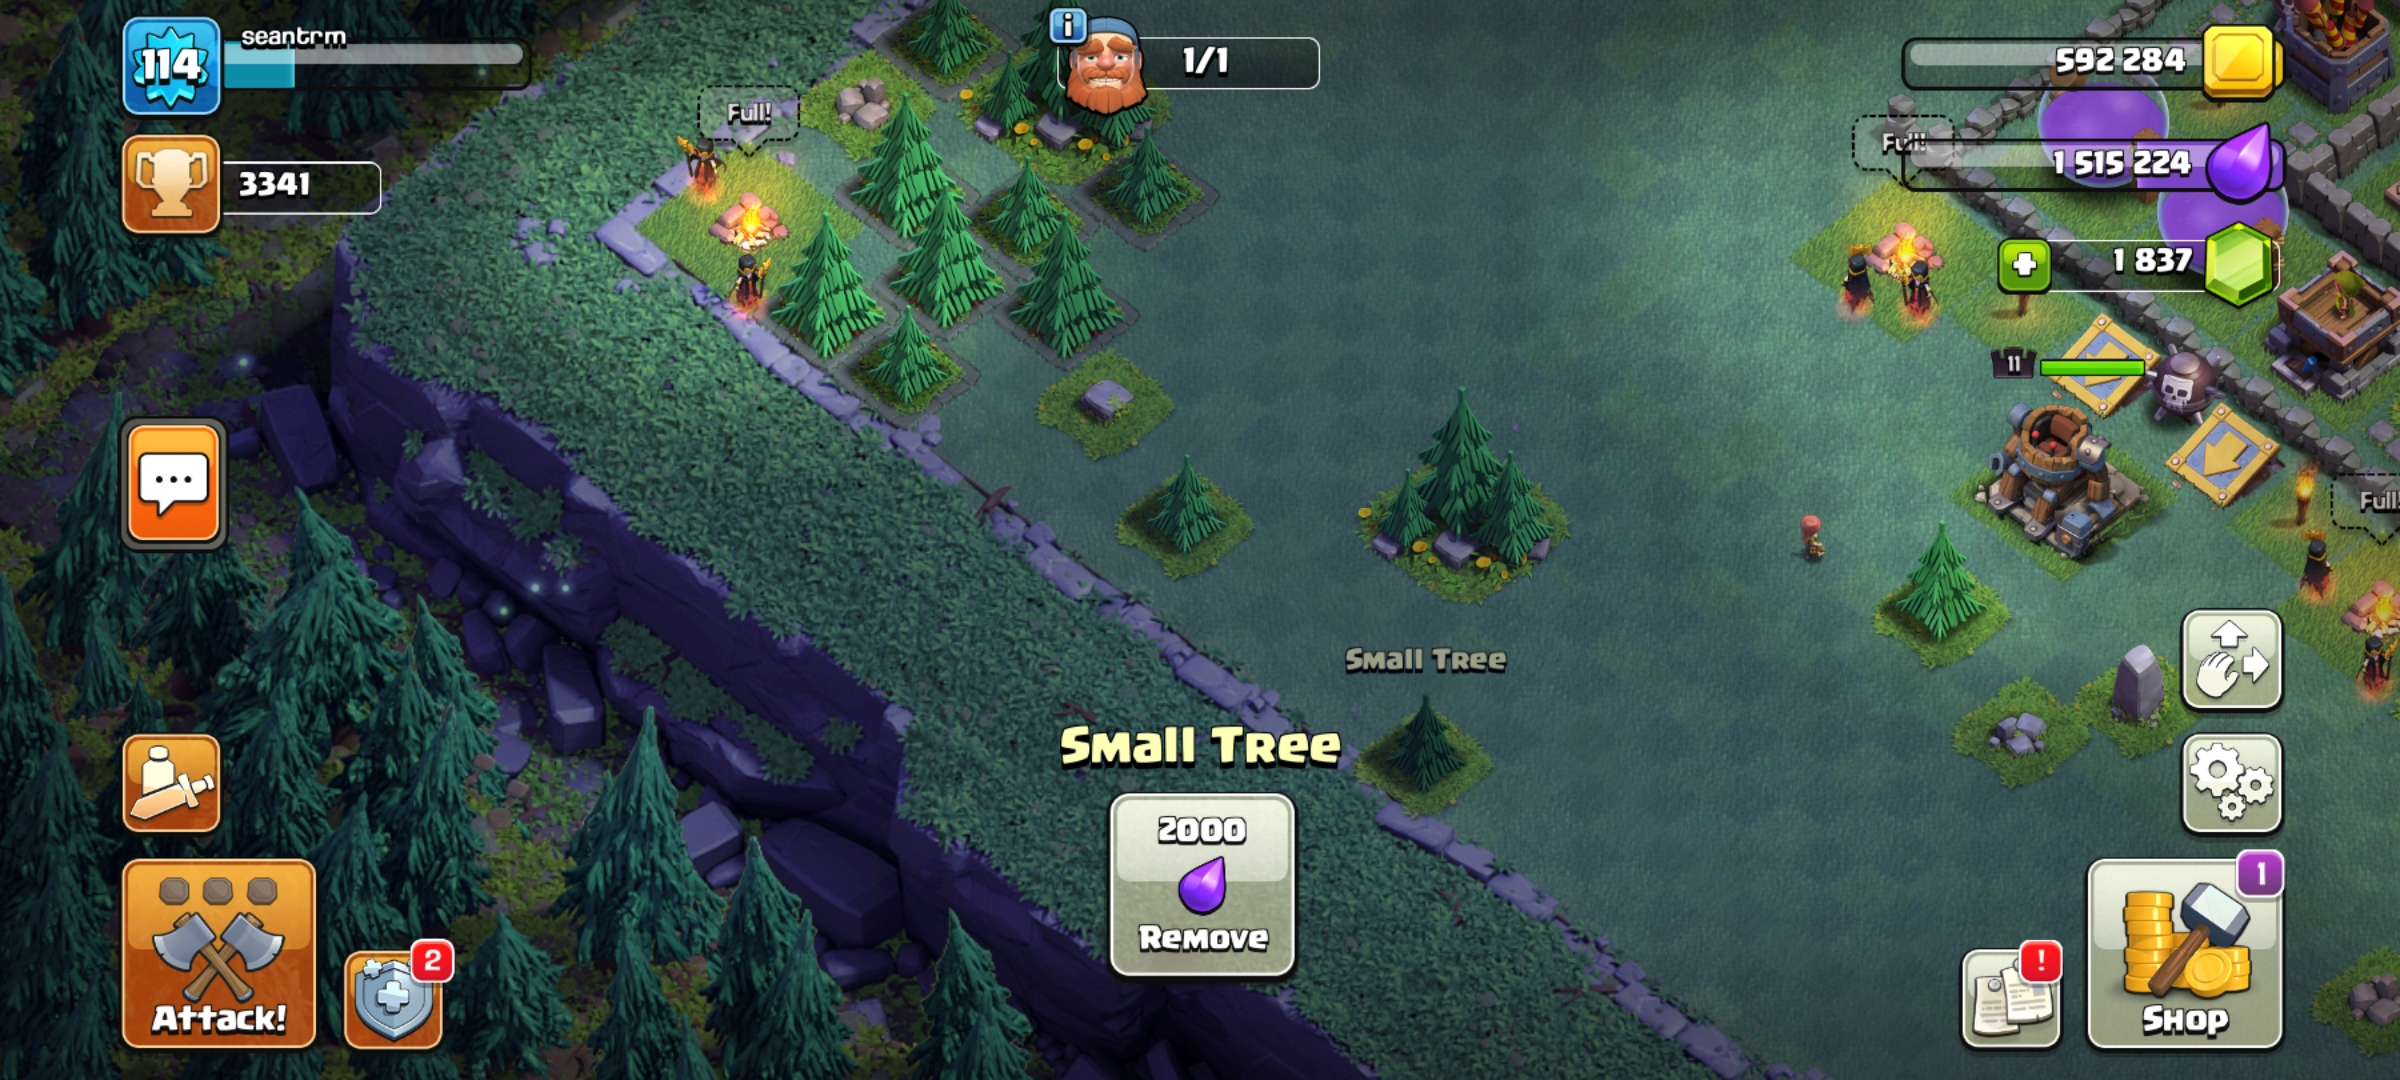 114
seantrm
1/1
592 284
Full!
Full!
1 515 224
3341
1 837
11
Full!
Small Tree
Small Tree
2000
Remove
1
2
!
Attack!
Shop